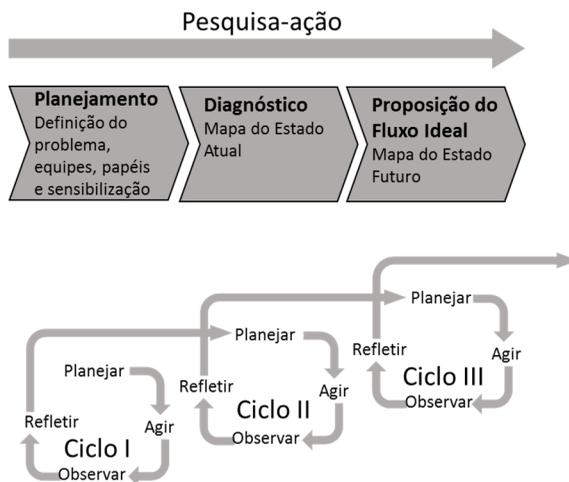 Pesquisa-ação
Planejamento
Definição do
problema,
equipes, papéis
e sensibilização
Diagnóstico
Mapa do Estado
Atual
Proposição do
Fluxo Ideal
Mapa do Estado
Futuro
Planejar
Agir
Observar
Refletir
Ciclo I
Planejar
Agir
Observar
Refletir
Ciclo II
Planejar
Agir
Observar
Refletir
Ciclo III